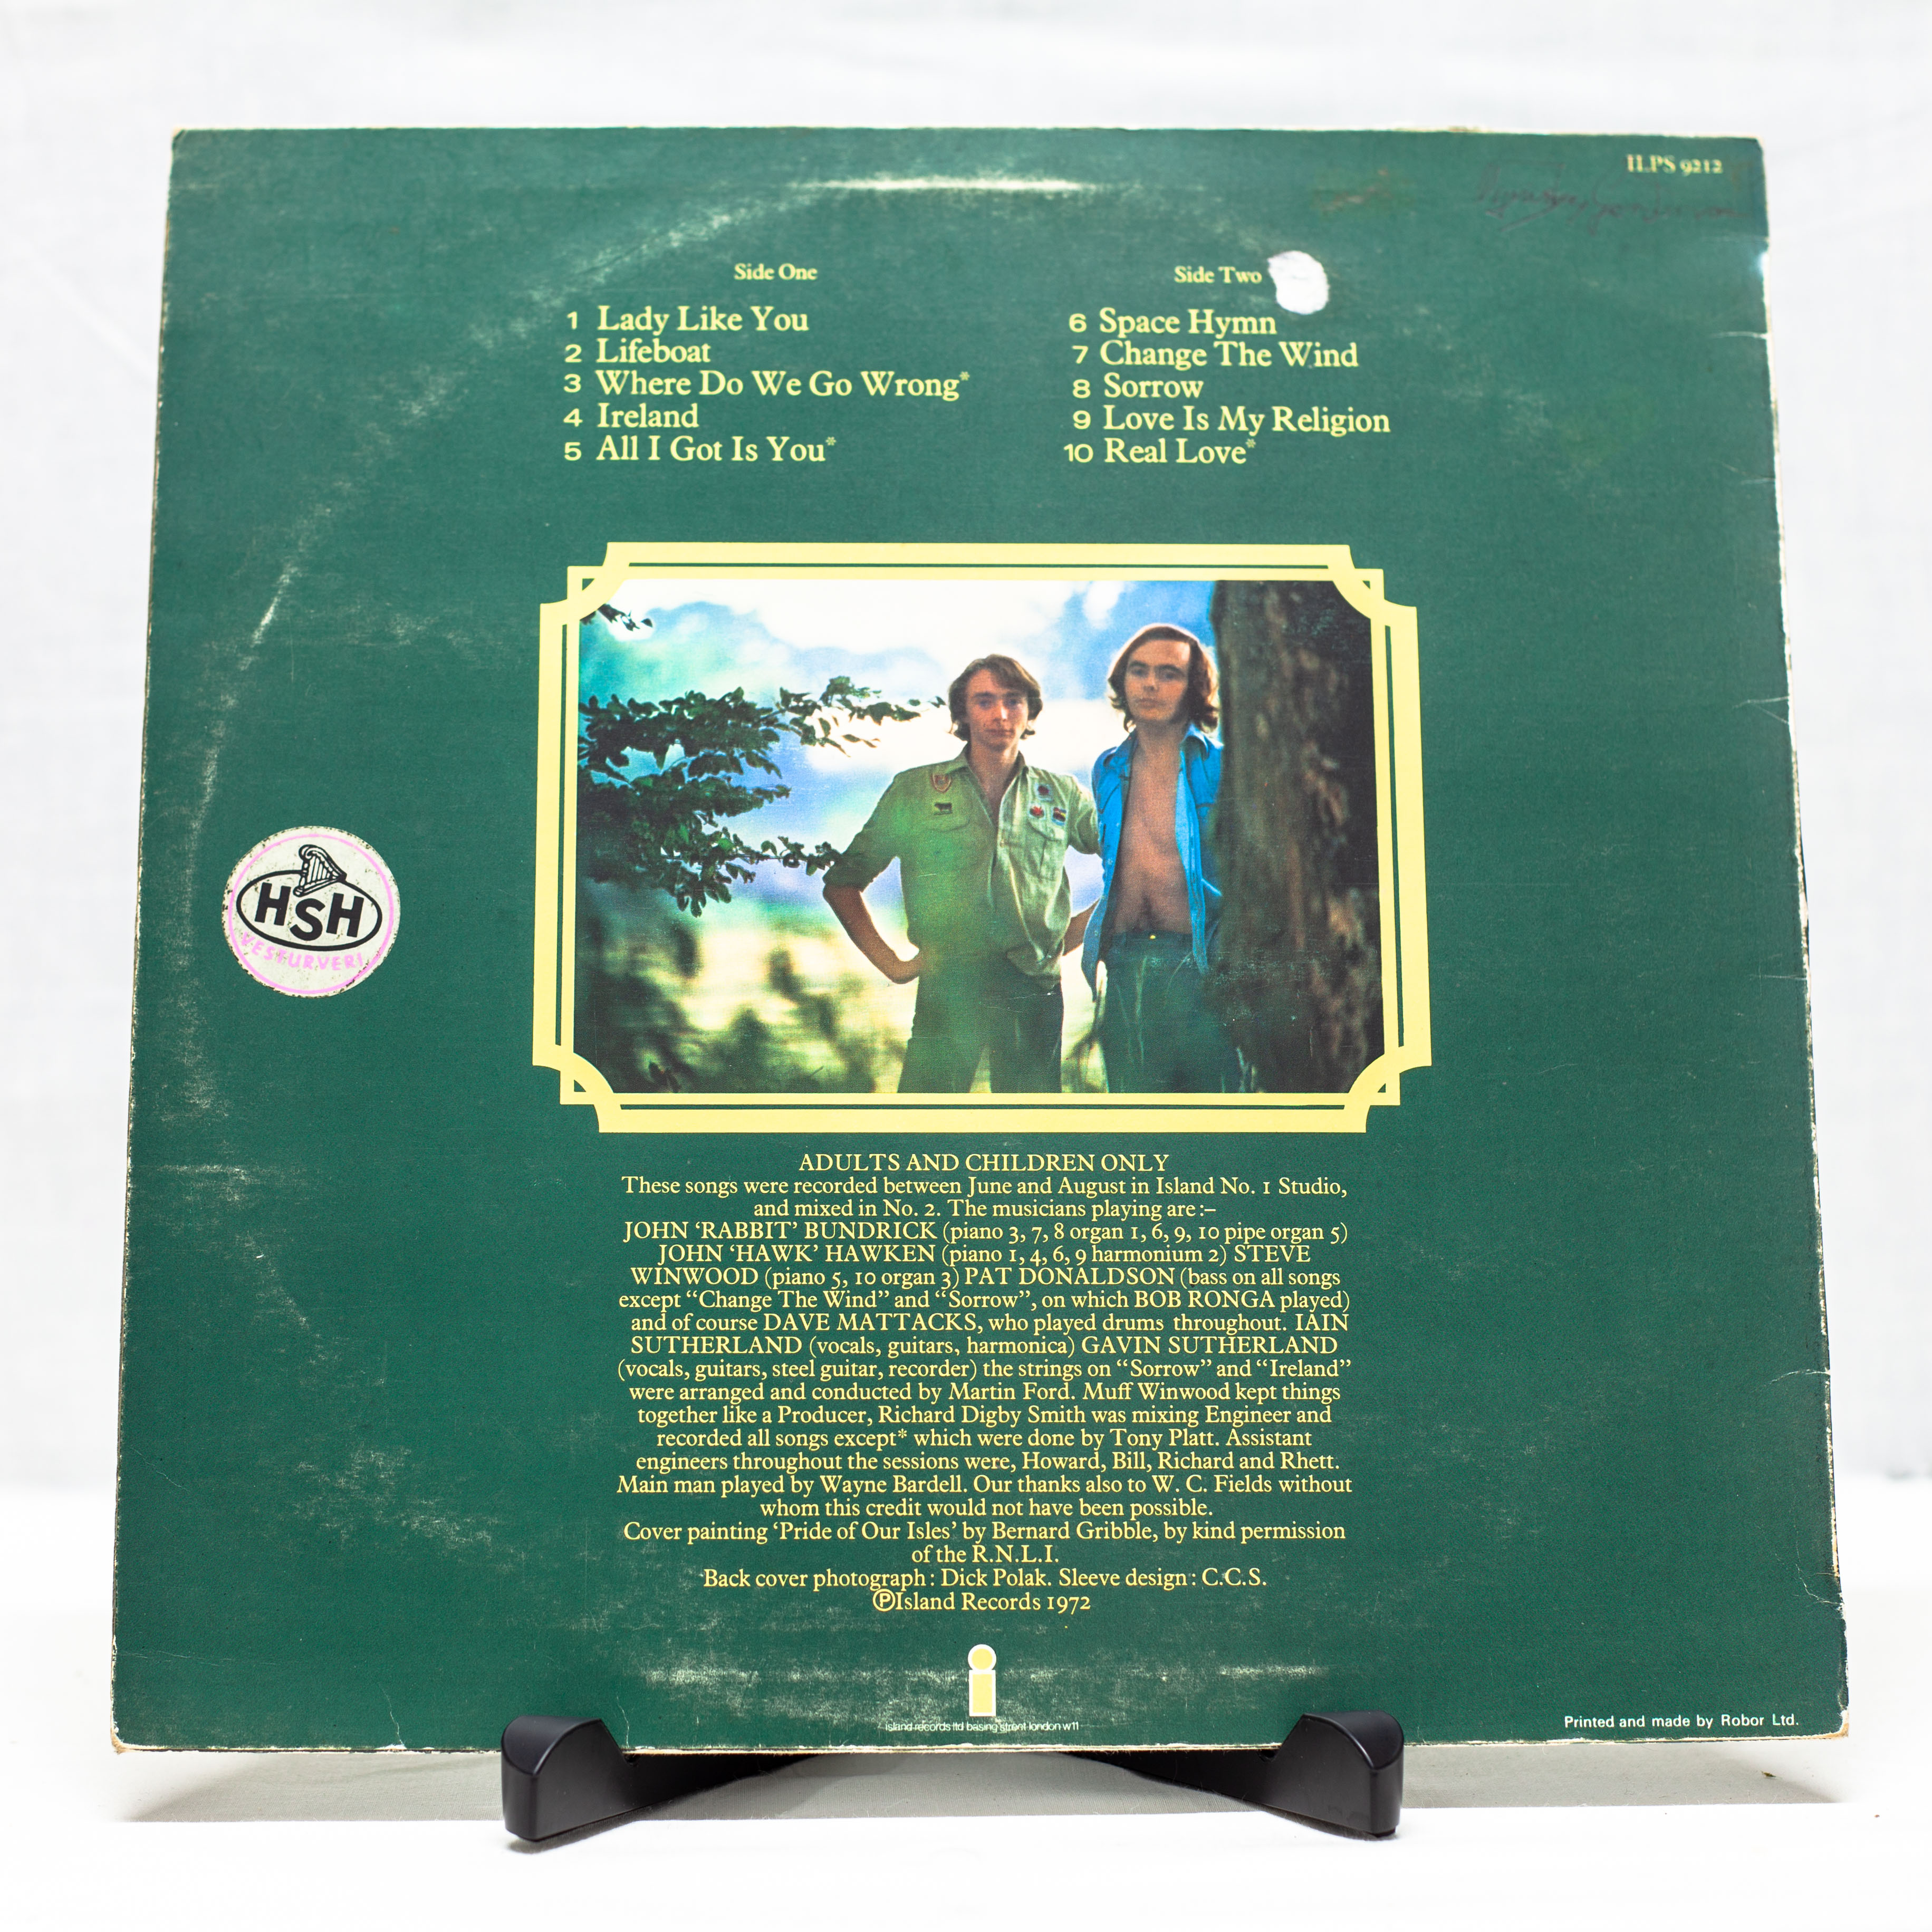 ILPS 9212
Side One
1 Lady Like You
2 Lifeboat
3 Where Do We Go Wrong*
4 Ireland
5 All I Got Is You*
Side Two
6 Space Hymn
7 Change The Wind
8 Sorrow
9 Love Is My Religion
10 Real Love*
HSH
VESTURVERI
ADULTS AND CHILDREN ONLY
These songs were recorded between June and August in Island No. 1 Studio,
and mixed in No. 2. The musicians playing are :–
JOHN ‘RABBIT’ BUNDRICK (piano 3, 7, 8 organ 1, 6, 9, 10 pipe organ 5)
JOHN ‘HAWK’ HAWKEN (piano 1, 4, 6, 9 harmonium 2) STEVE
WINWOOD (piano 5, 10 organ 3) PAT DONALDSON (bass on all songs
except “Change The Wind” and “Sorrow”, on which BOB RONGA played)
and of course DAVE MATTACKS, who played drums throughout. IAIN
SUTHERLAND (vocals, guitars, harmonica) GAVIN SUTHERLAND
(vocals, guitars, steel guitar, recorder) the strings on “Sorrow” and “Ireland”
were arranged and conducted by Martin Ford. Muff Winwood kept things
together like a Producer, Richard Digby Smith was mixing Engineer and
recorded all songs except* which were done by Tony Platt. Assistant
engineers throughout the sessions were, Howard, Bill, Richard and Rhett.
Main man played by Wayne Bardell. Our thanks also to W. C. Fields without
whom this credit would not have been possible.
Cover painting ‘Pride of Our Isles’ by Bernard Gribble, by kind permission
of the R.N.L.I.
Back cover photograph : Dick Polak. Sleeve design : C.C.S.
ⓅIsland Records 1972
i
island records ltd basing street london w11
Printed and made by Robor Ltd.